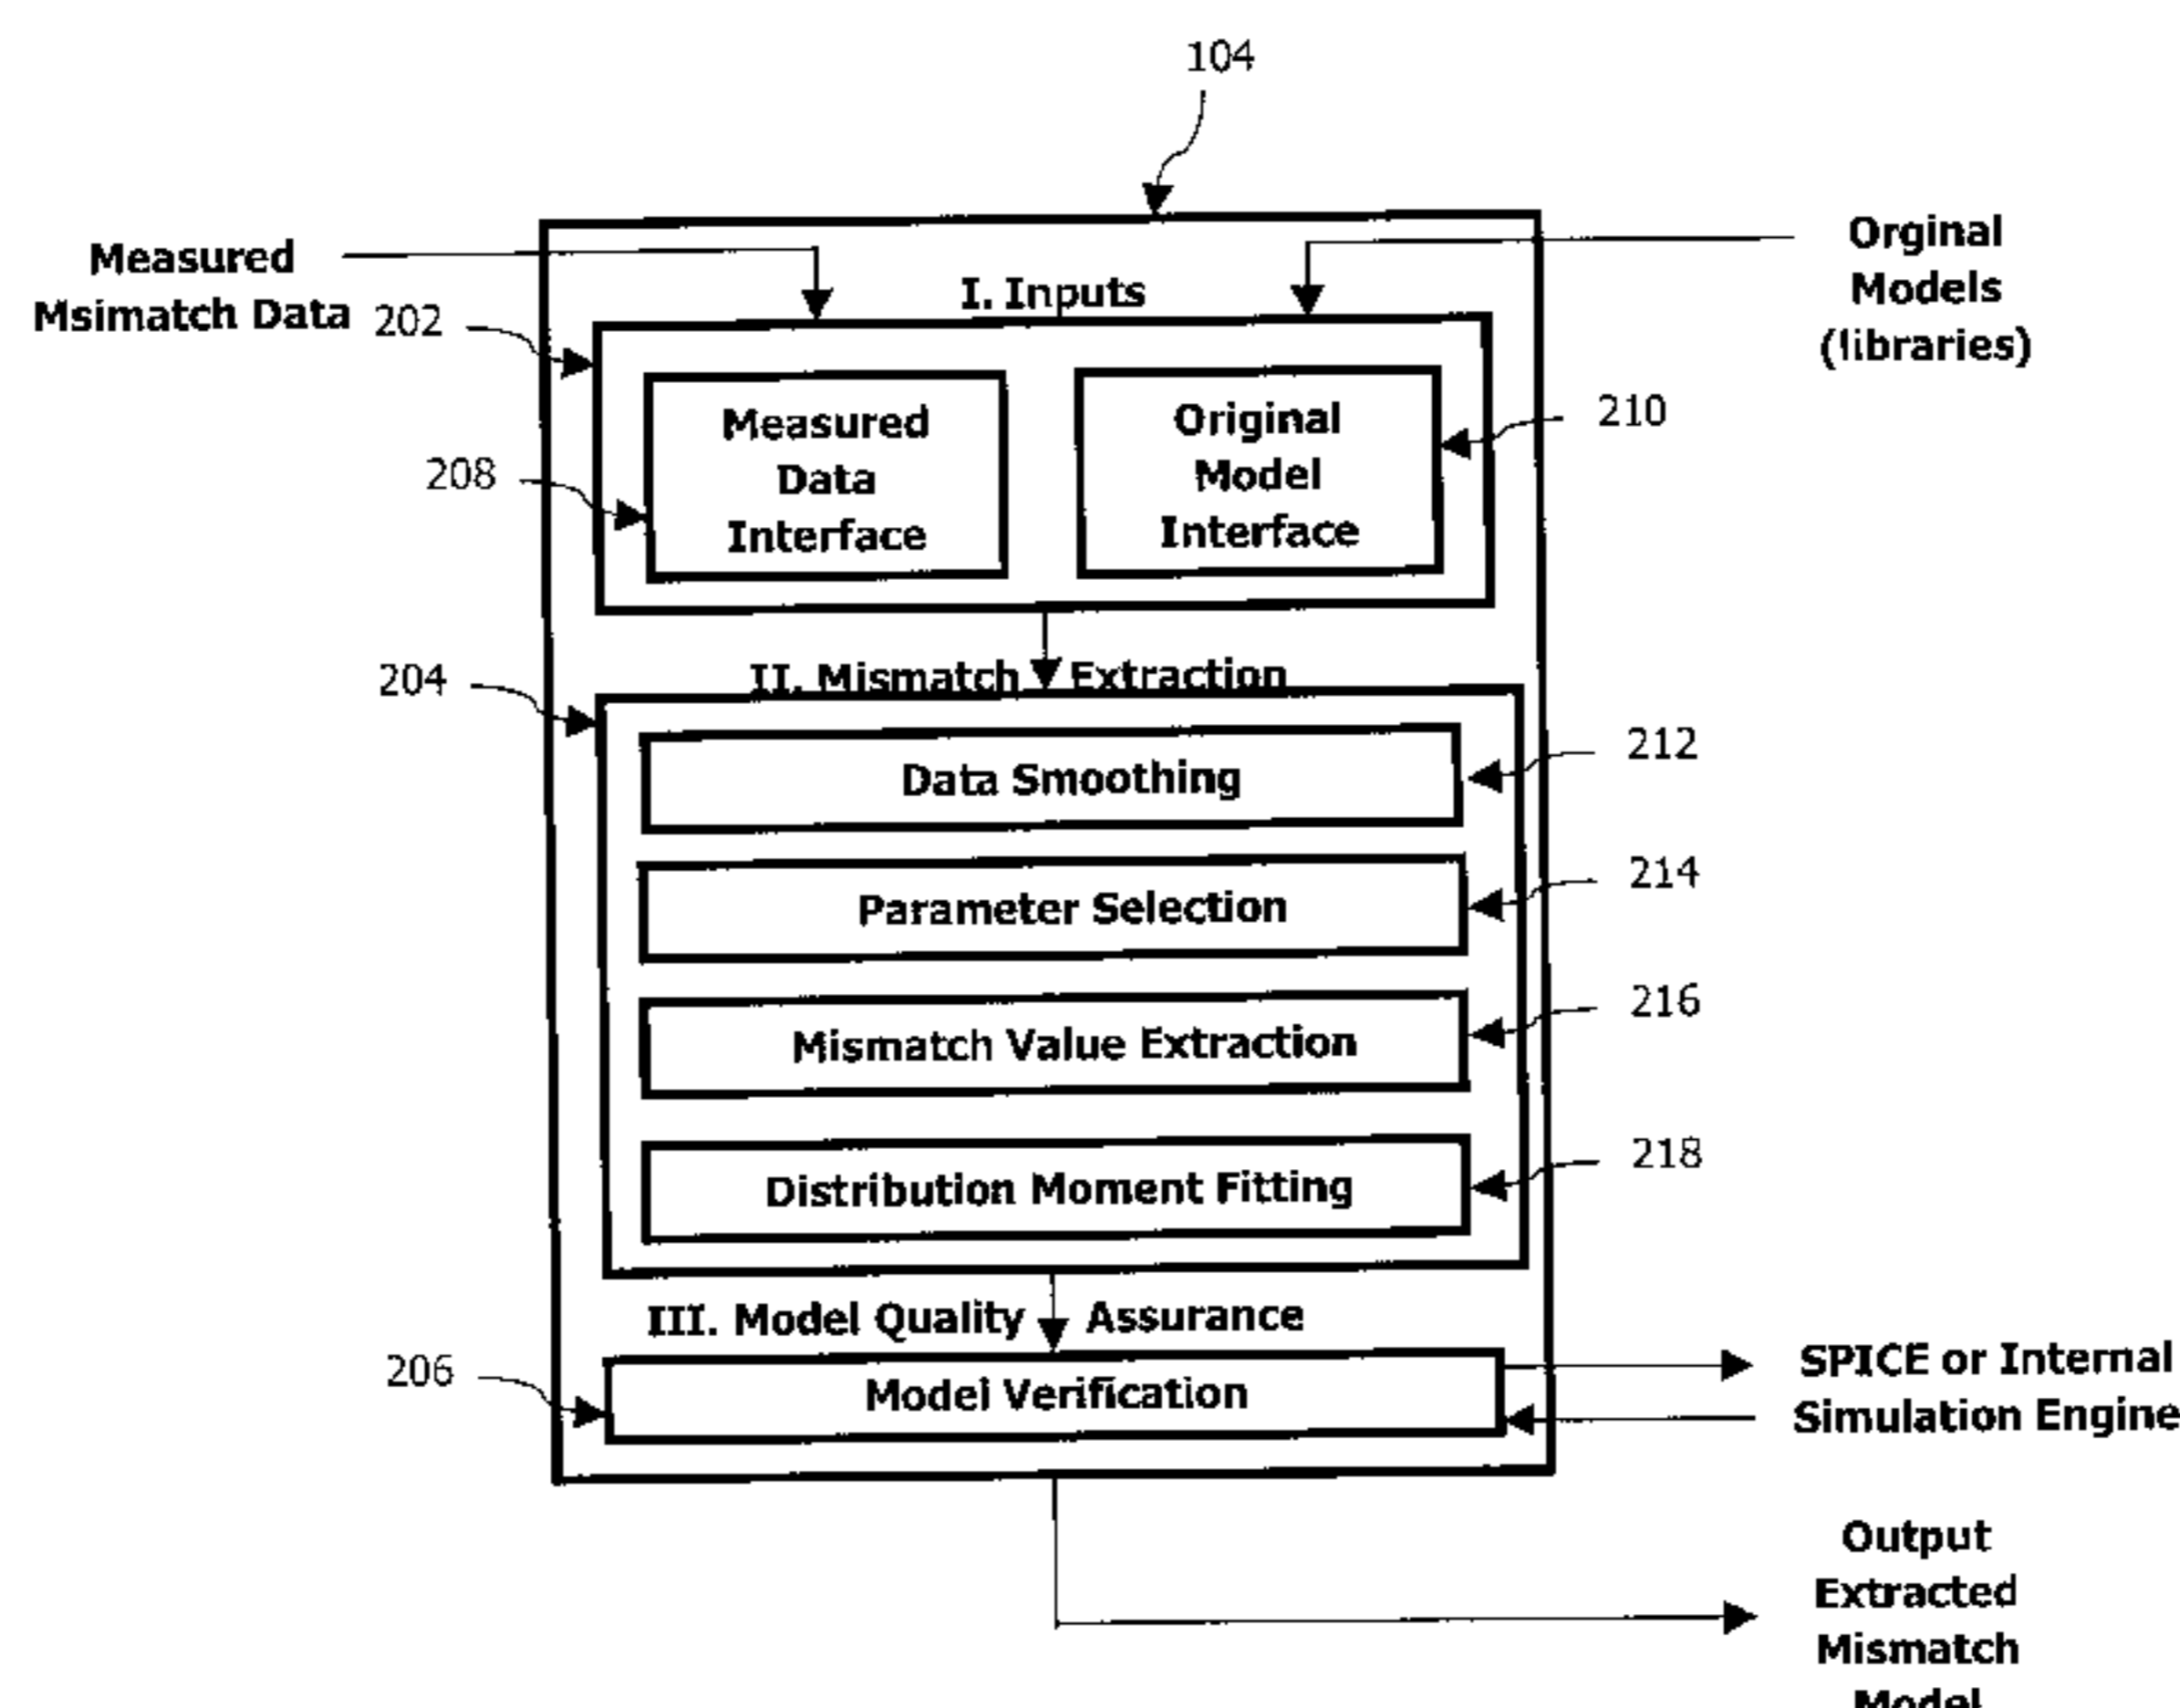 104
Measured
Msimatch Data
Orginal
Models
(libraries)
I. Inputs
202
Measured
Data
Interface
Original
Model
Interface
208
210
II. Mismatch Extraction
204
Data Smoothing
212
Parameter Selection
214
Mismatch Value Extraction
216
Distribution Moment Fitting
218
III. Model Quality Assurance
206
Model Verification
SPICE or Internal
Simulation Engine
Output
Extracted
Mismatch
Model